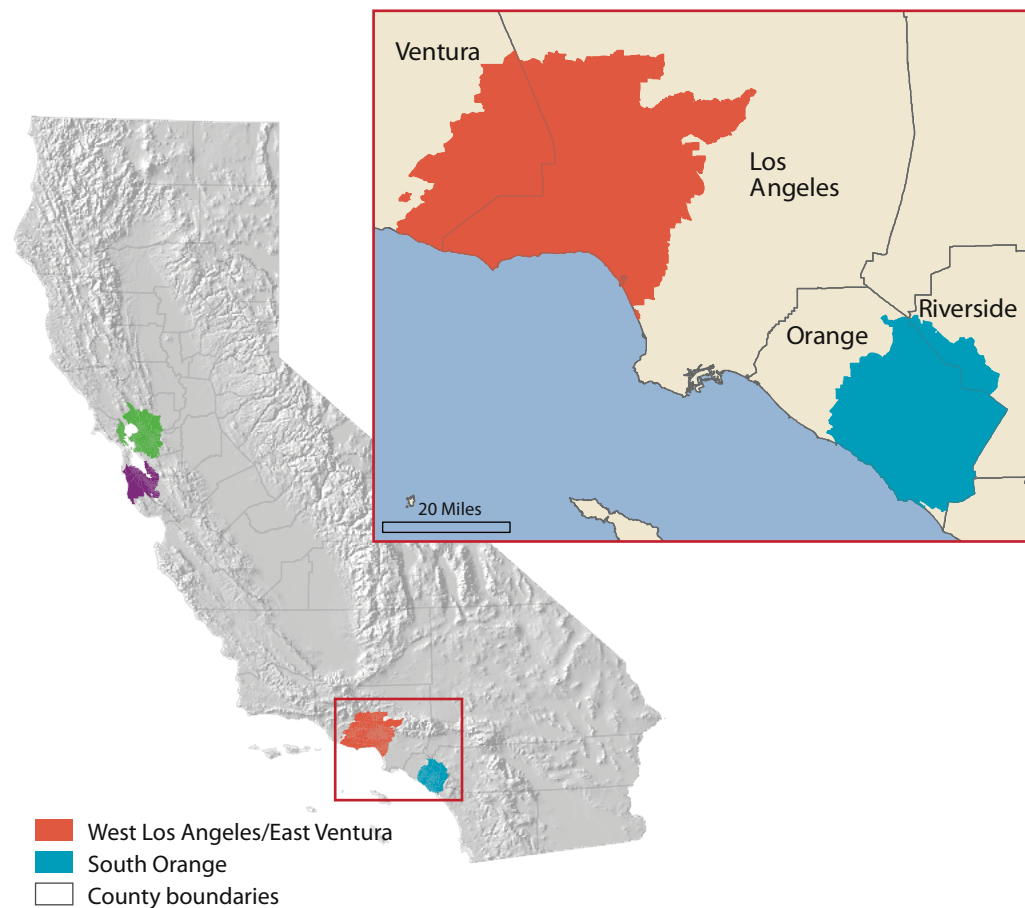 Ventura
Los
Angeles
Riverside
Orange
20 Miles
West Los Angeles/East Ventura
South Orange
County boundaries